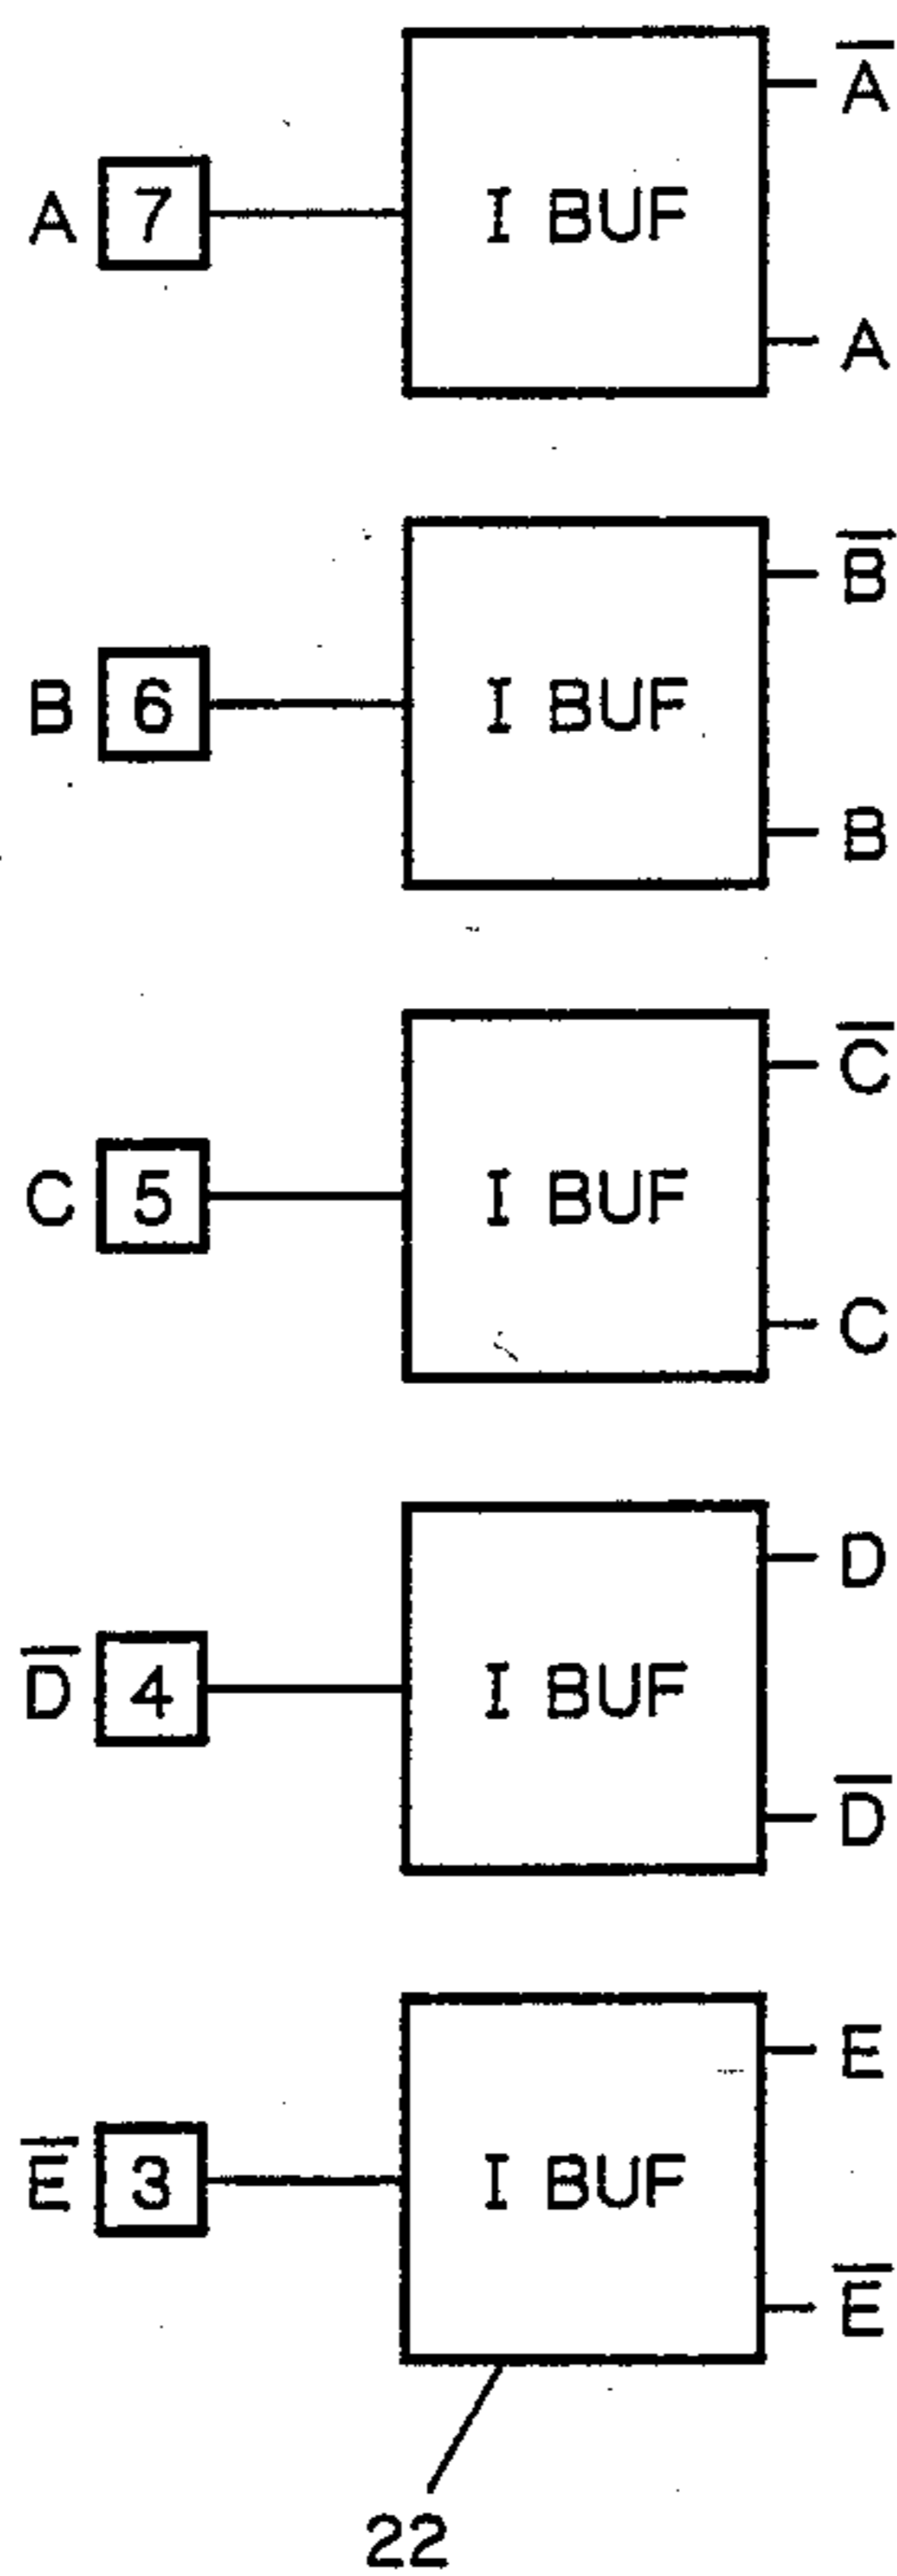 A̅
A 7 I BUF
A
B̅
B 6 I BUF
B
C̅
C 5 I BUF
C
D
D̅ 4 I BUF
D̅
E
E̅ 3 I BUF
E̅
22